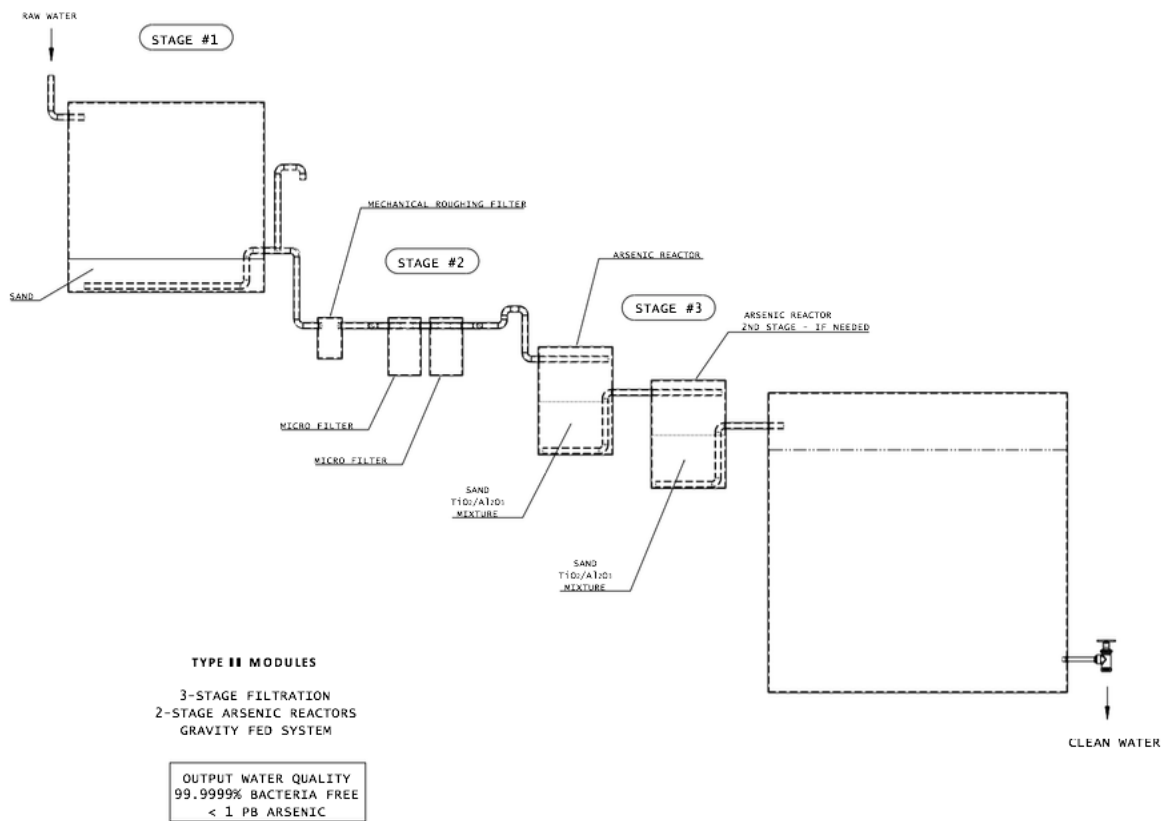 RAW WATER
STAGE #1
MECHANICAL ROUGHING FILTER
STAGE #2
ARSENIC REACTOR
SAND
STAGE #3
ARSENIC REACTOR
2ND STAGE - IF NEEDED
MICRO FILTER
MICRO FILTER
SAND
TiO₂/Al₂O₃
MIXTURE
SAND
TiO₂/Al₂O₃
MIXTURE
TYPE III MODULES
3-STAGE FILTRATION
2-STAGE ARSENIC REACTORS
GRAVITY FED SYSTEM
CLEAN WATER
OUTPUT WATER QUALITY
99.9999% BACTERIA FREE
< 1 PB ARSENIC